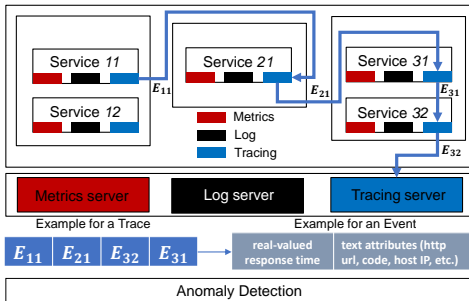 Service 11
Service 12
E11
Service 21
E21
Service 31
E31
Service 32
E32
Metrics
Log
Tracing
Metrics server
Log server
Tracing server
Example for a Trace
Example for an Event
E11 E21 E32 E31
real-valued response time
text attributes (http url, code, host IP, etc.)
Anomaly Detection